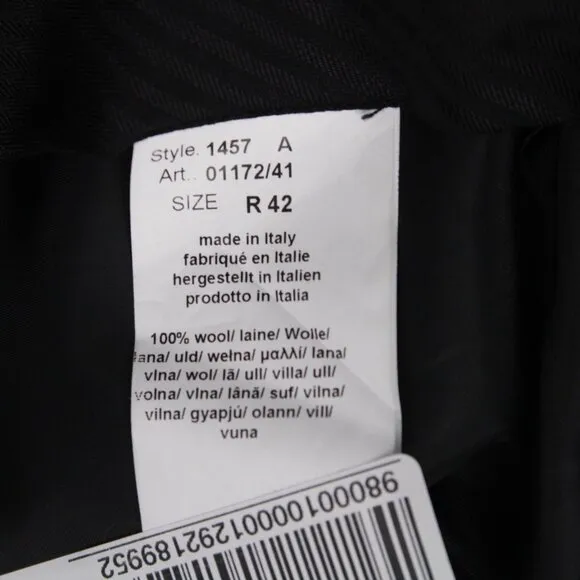 Style. 1457 A
Art.. 01172/41
SIZE R 42
made in Italy
fabriqué en Italie
hergestellt in Italien
prodotto in Italia
100% wool/ laine/ Wolle/
lana/ uld/ wełna/ μαλλί/ lana/
vlna/ wol/ lã/ ull/ villa/ ull/
volna/ vlna/ lână/ suf/ vilna/
vilna/ gyapjú/ olann/ vill/
vuna
980001000012921899​52